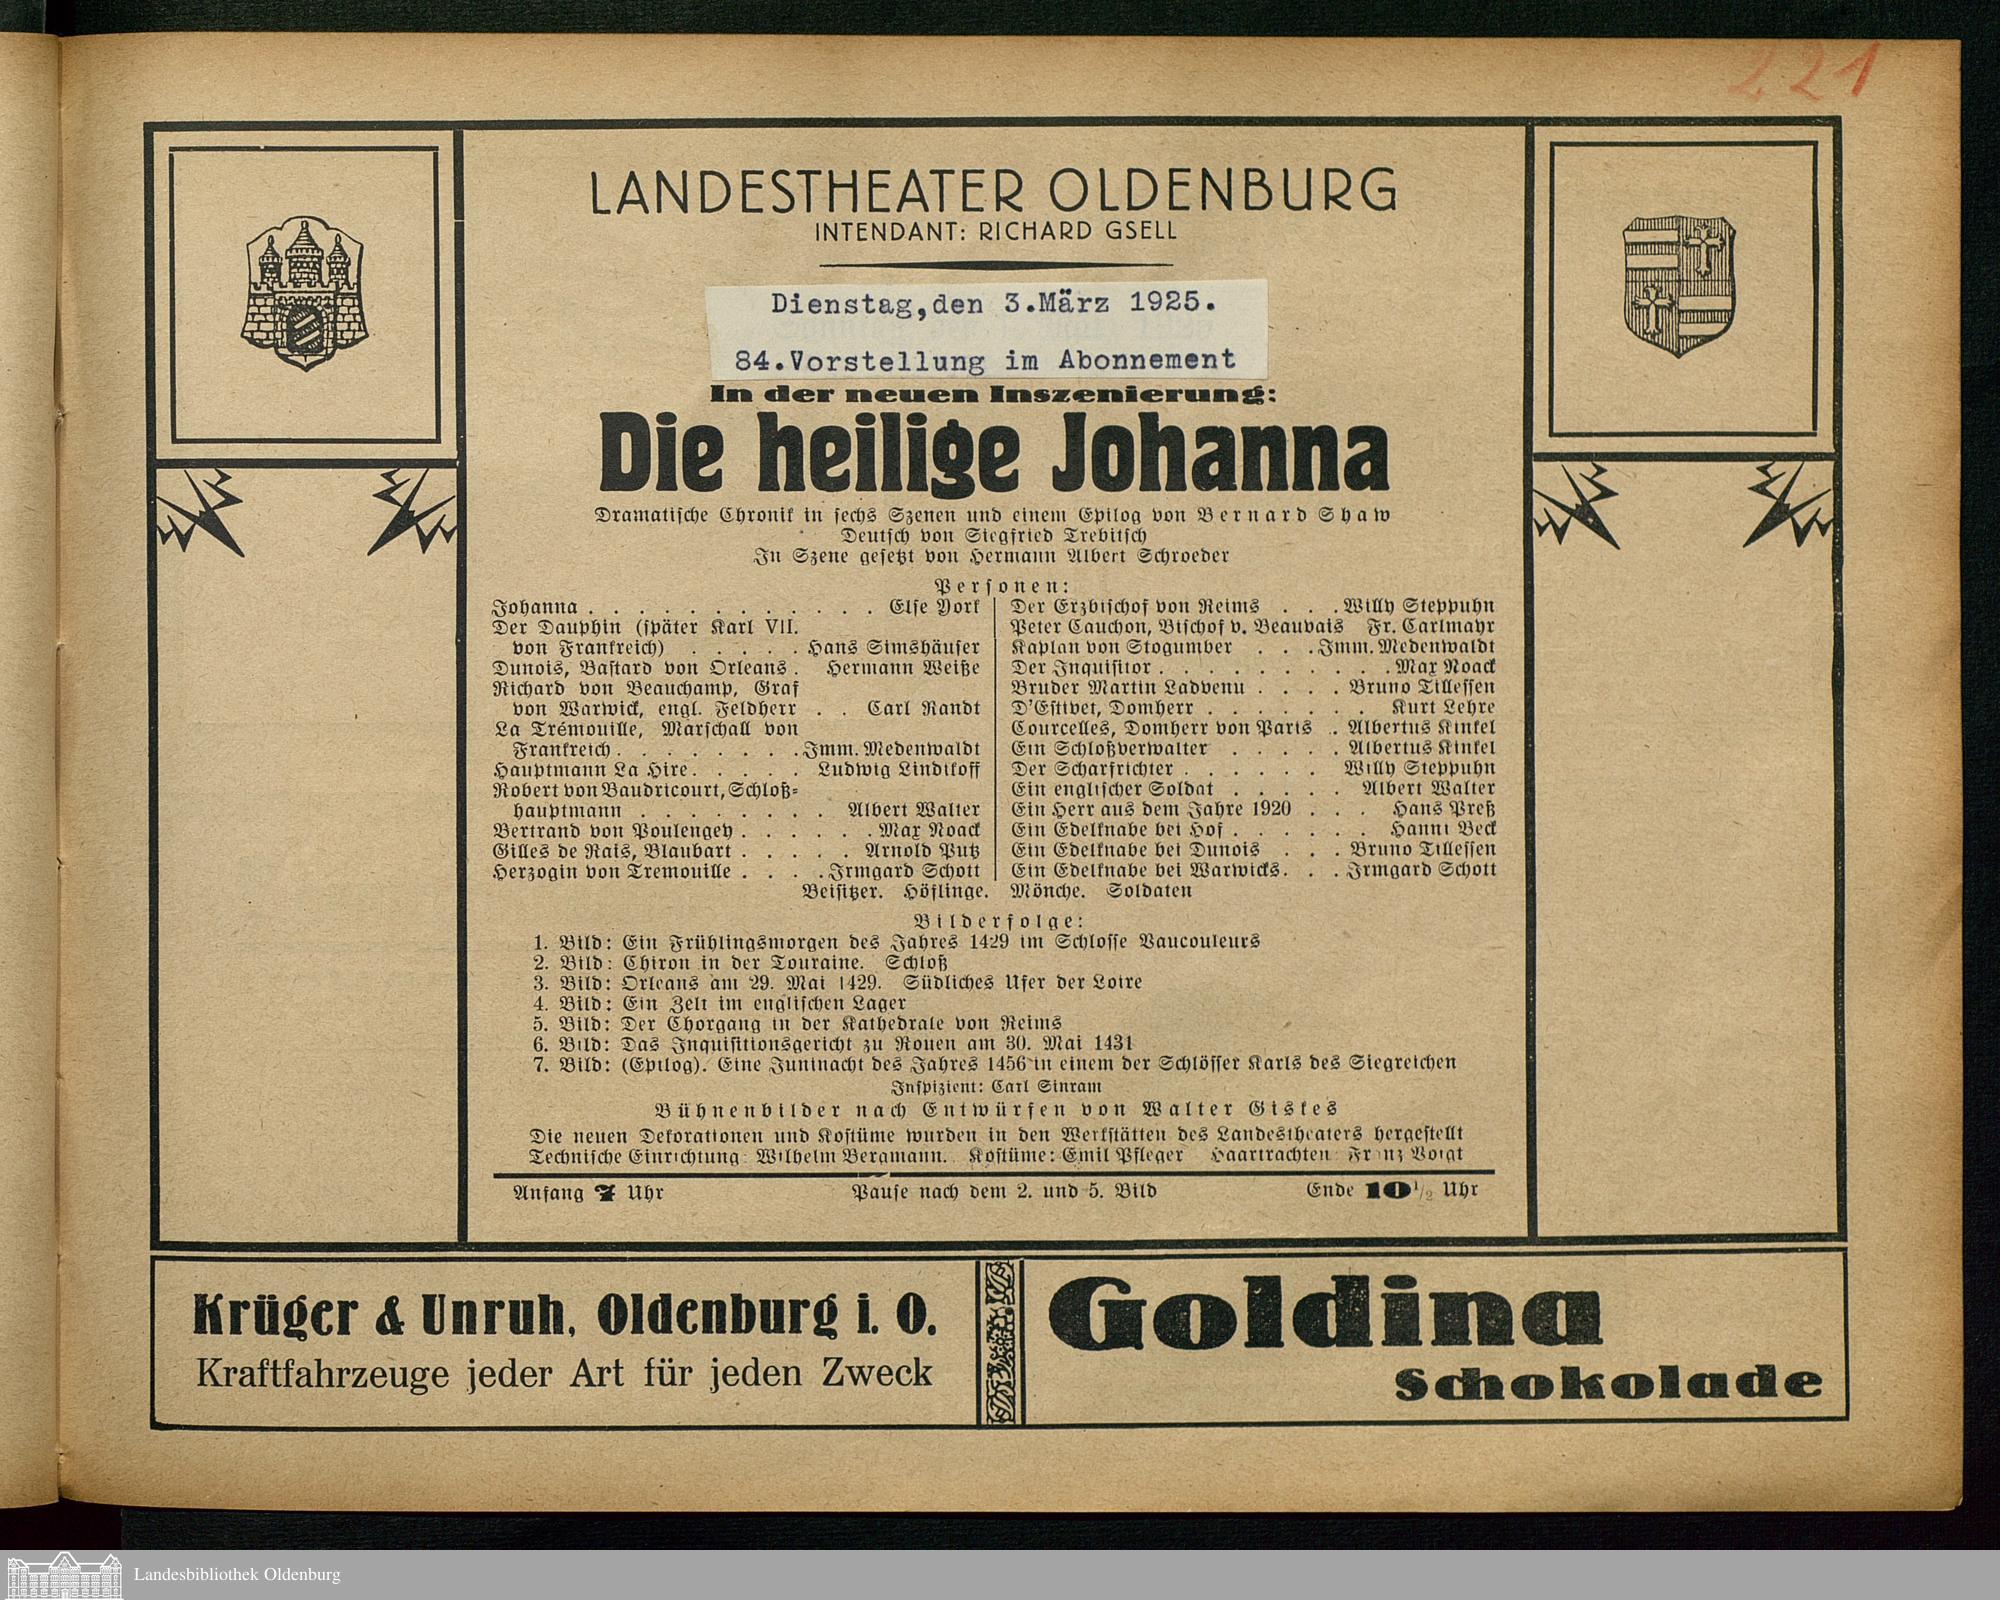 221
LANDESTHEATER OLDENBURG
INTENDANT: RICHARD GSELL
Dienstag,den 3.März 1925.
84.Vorstellung im Abonnement
In der neuen Inszenierung:
Die heilige Johanna
Dramatische Chronik in sechs Szenen und einem Epilog von Bernard Shaw
Deutsch von Siegfried Trebitsch
In Szene gesetzt von Hermann Albert Schroeder
Personen:
Johanna . . . . . . . . . . . . . Else York
Der Dauphin (später Karl VII.
von Frankreich) . . . . . Hans Simshäuser
Dunois, Bastard von Orleans . Hermann Weiße
Richard von Beauchamp, Graf
von Warwick, engl. Feldherr . . Carl Randt
La Trémouille, Marschall von
Frankreich . . . . . . . . Imm. Medenwaldt
Hauptmann La Hire . . . . . Ludwig Lindikoff
Robert von Baudricourt, Schloß-
hauptmann . . . . . . . . Albert Walter
Bertrand von Poulengey . . . . . . Max Noack
Gilles de Rais, Blaubart . . . . . Arnold Putz
Herzogin von Tremouille . . . . Irmgard Schott
Der Erzbischof von Reims . . . Willy Steppuhn
Peter Cauchon, Bischof v. Beauvais Fr. Carlmayr
Kaplan von Stogumber . . . Imm. Medenwaldt
Der Inquisitor . . . . . . . . . . Max Noack
Bruder Martin Ladvenu . . . . Bruno Tillessen
D'Estivet, Domherr . . . . . . . Kurt Lehre
Courcelles, Domherr von Paris . . Albertus Kinkel
Ein Schloßverwalter . . . . . Albertus Kinkel
Der Scharfrichter . . . . . . Willy Steppuhn
Ein englischer Soldat . . . . . Albert Walter
Ein Herr aus dem Jahre 1920 . . . Hans Preß
Ein Edelknabe bei Hof . . . . . . Hanni Beck
Ein Edelknabe bei Dunois . . . Bruno Tillessen
Ein Edelknabe bei Warwicks . . . Irmgard Schott
Beisitzer. Höflinge. Mönche. Soldaten
Bilderfolge:
1. Bild: Ein Frühlingsmorgen des Jahres 1429 im Schlosse Vaucouleurs
2. Bild: Chiron in der Touraine. Schloß
3. Bild: Orleans am 29. Mai 1429. Südliches Ufer der Loire
4. Bild: Ein Zelt im englischen Lager
5. Bild: Der Chorgang in der Kathedrale von Reims
6. Bild: Das Inquisitionsgericht zu Rouen am 30. Mai 1431
7. Bild: (Epilog). Eine Juninacht des Jahres 1456 in einem der Schlösser Karls des Siegreichen
Inspizient: Carl Sinram
Bühnenbilder nach Entwürfen von Walter Giskes
Die neuen Dekorationen und Kostüme wurden in den Werkstätten des Landestheaters hergestellt
Technische Einrichtung: Wilhelm Bergmann. Kostüme: Emil Pfleger Haartrachten: Franz Voigt
Anfang 7 Uhr Pause nach dem 2. und 5. Bild Ende 10 1/2 Uhr
Krüger & Unruh, Oldenburg i. O.
Kraftfahrzeuge jeder Art für jeden Zweck
Goldina
Schokolade
Landesbibliothek Oldenburg